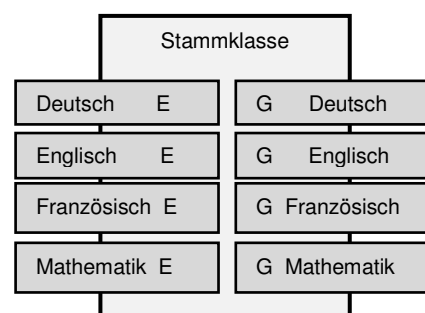 Stammklasse
Deutsch E G Deutsch
Englisch E G Englisch
Französisch E G Französisch
Mathematik E G Mathematik